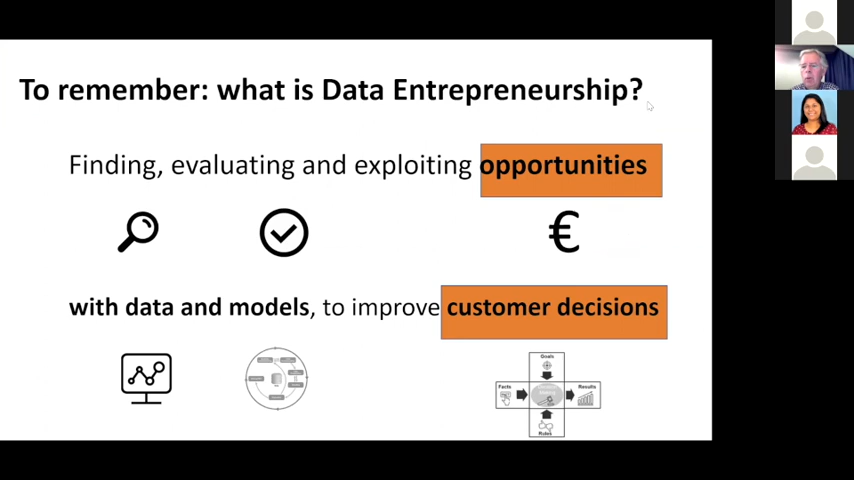 To remember: what is Data Entrepreneurship?
Finding, evaluating and exploiting opportunities
€
with data and models, to improve customer decisions
Goals
Facts
Results
Rules